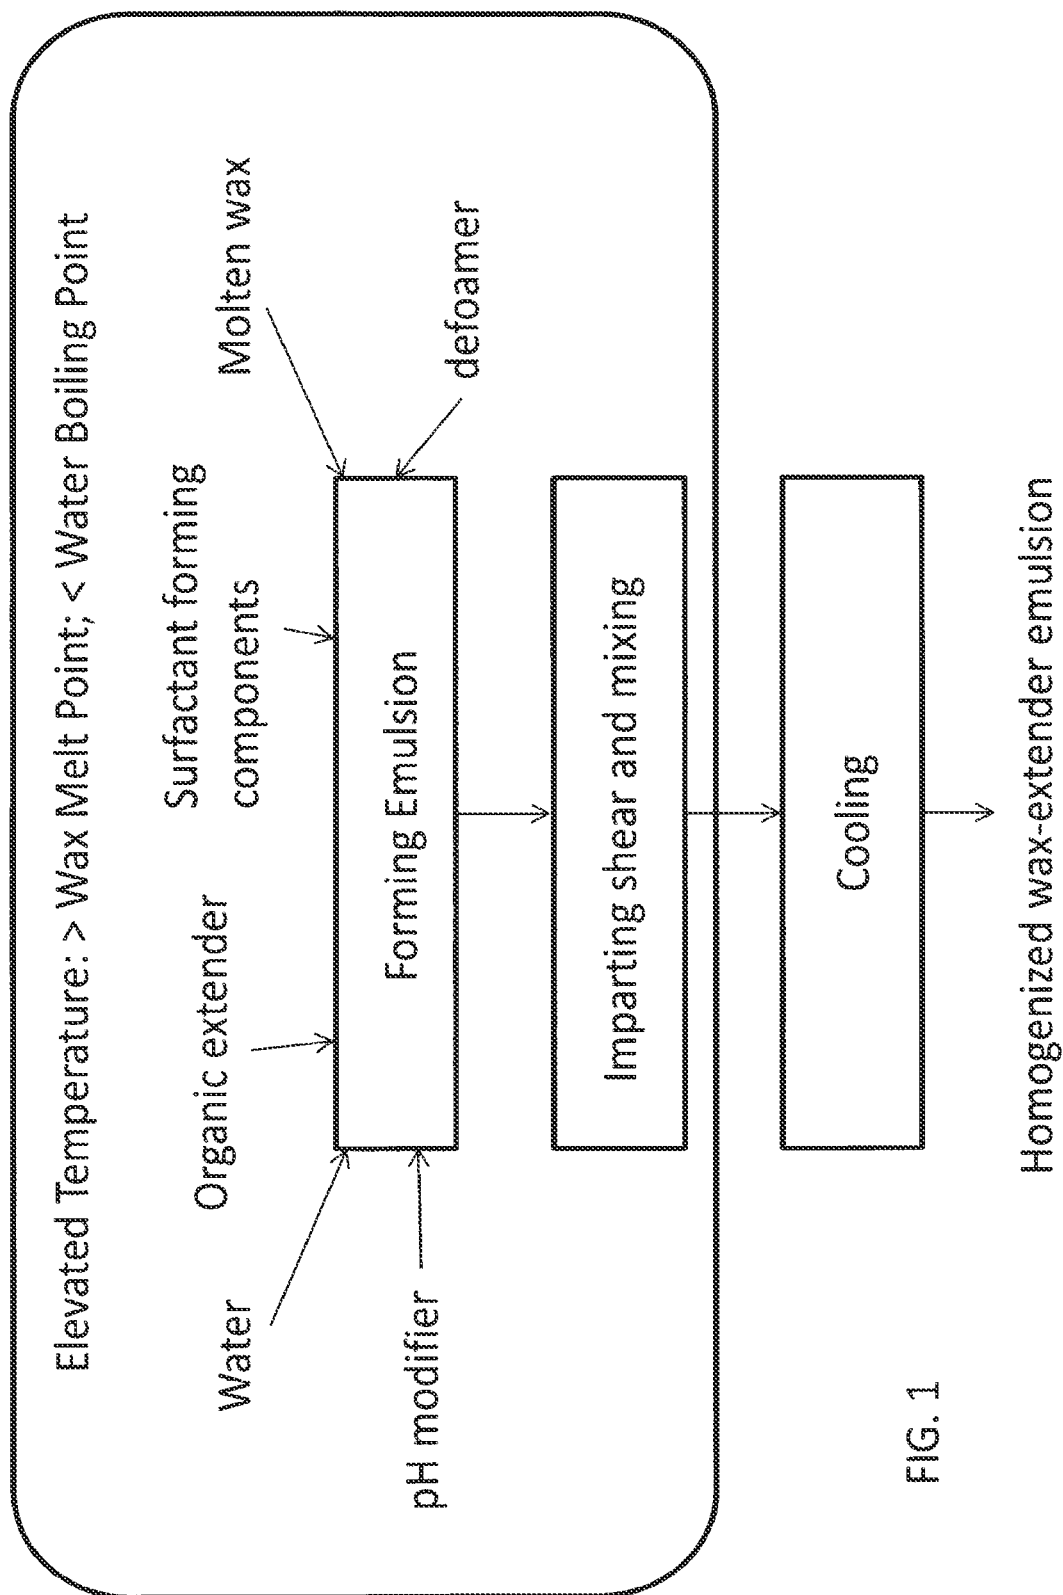 Elevated Temperature: > Wax Melt Point; < Water Boiling Point
Water
Organic extender
Surfactant forming
components
Molten wax
pH modifier
defoamer
Forming Emulsion
Imparting shear and mixing
Cooling
Homogenized wax-extender emulsion
FIG. 1